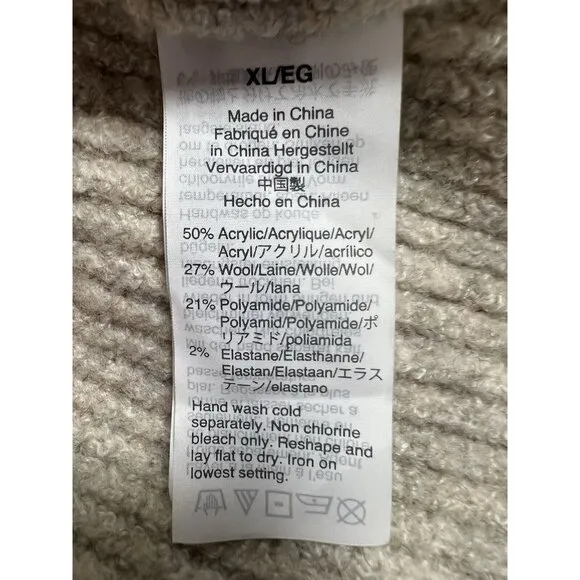 XL/EG
Made in China
Fabriqué en Chine
in China Hergestellt
Vervaardigd in China
中国製
Hecho en China
50% Acrylic/Acrylique/Acryl/
Acryl/アクリル/acrílico
27% Wool/Laine/Wolle/Wol/
ウール/lana
21% Polyamide/Polyamide/
Polyamid/Polyamide/ポ
リアミド/poliamida
2% Elastane/Élasthanne/
Elastan/Elastaan/エラス
テーン/elastano
Hand wash cold
separately. Non chlorine
bleach only. Reshape and
lay flat to dry. Iron on
lowest setting.